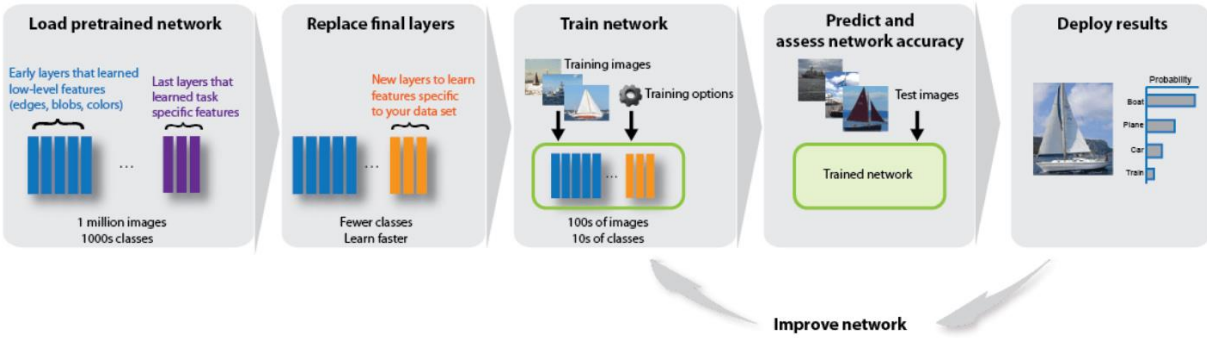 Load pretrained network
Early layers that learned
low-level features
(edges, blobs, colors)
Last layers that
learned task
specific features
...
1 million images
1000s classes
Replace final layers
New layers to learn
features specific
to your data set
...
Fewer classes
Learn faster
Train network
Training images
Training options
...
100s of images
10s of classes
Predict and
assess network accuracy
Test images
Trained network
Deploy results
Probability
Boat
Plane
Car
Train
Improve network